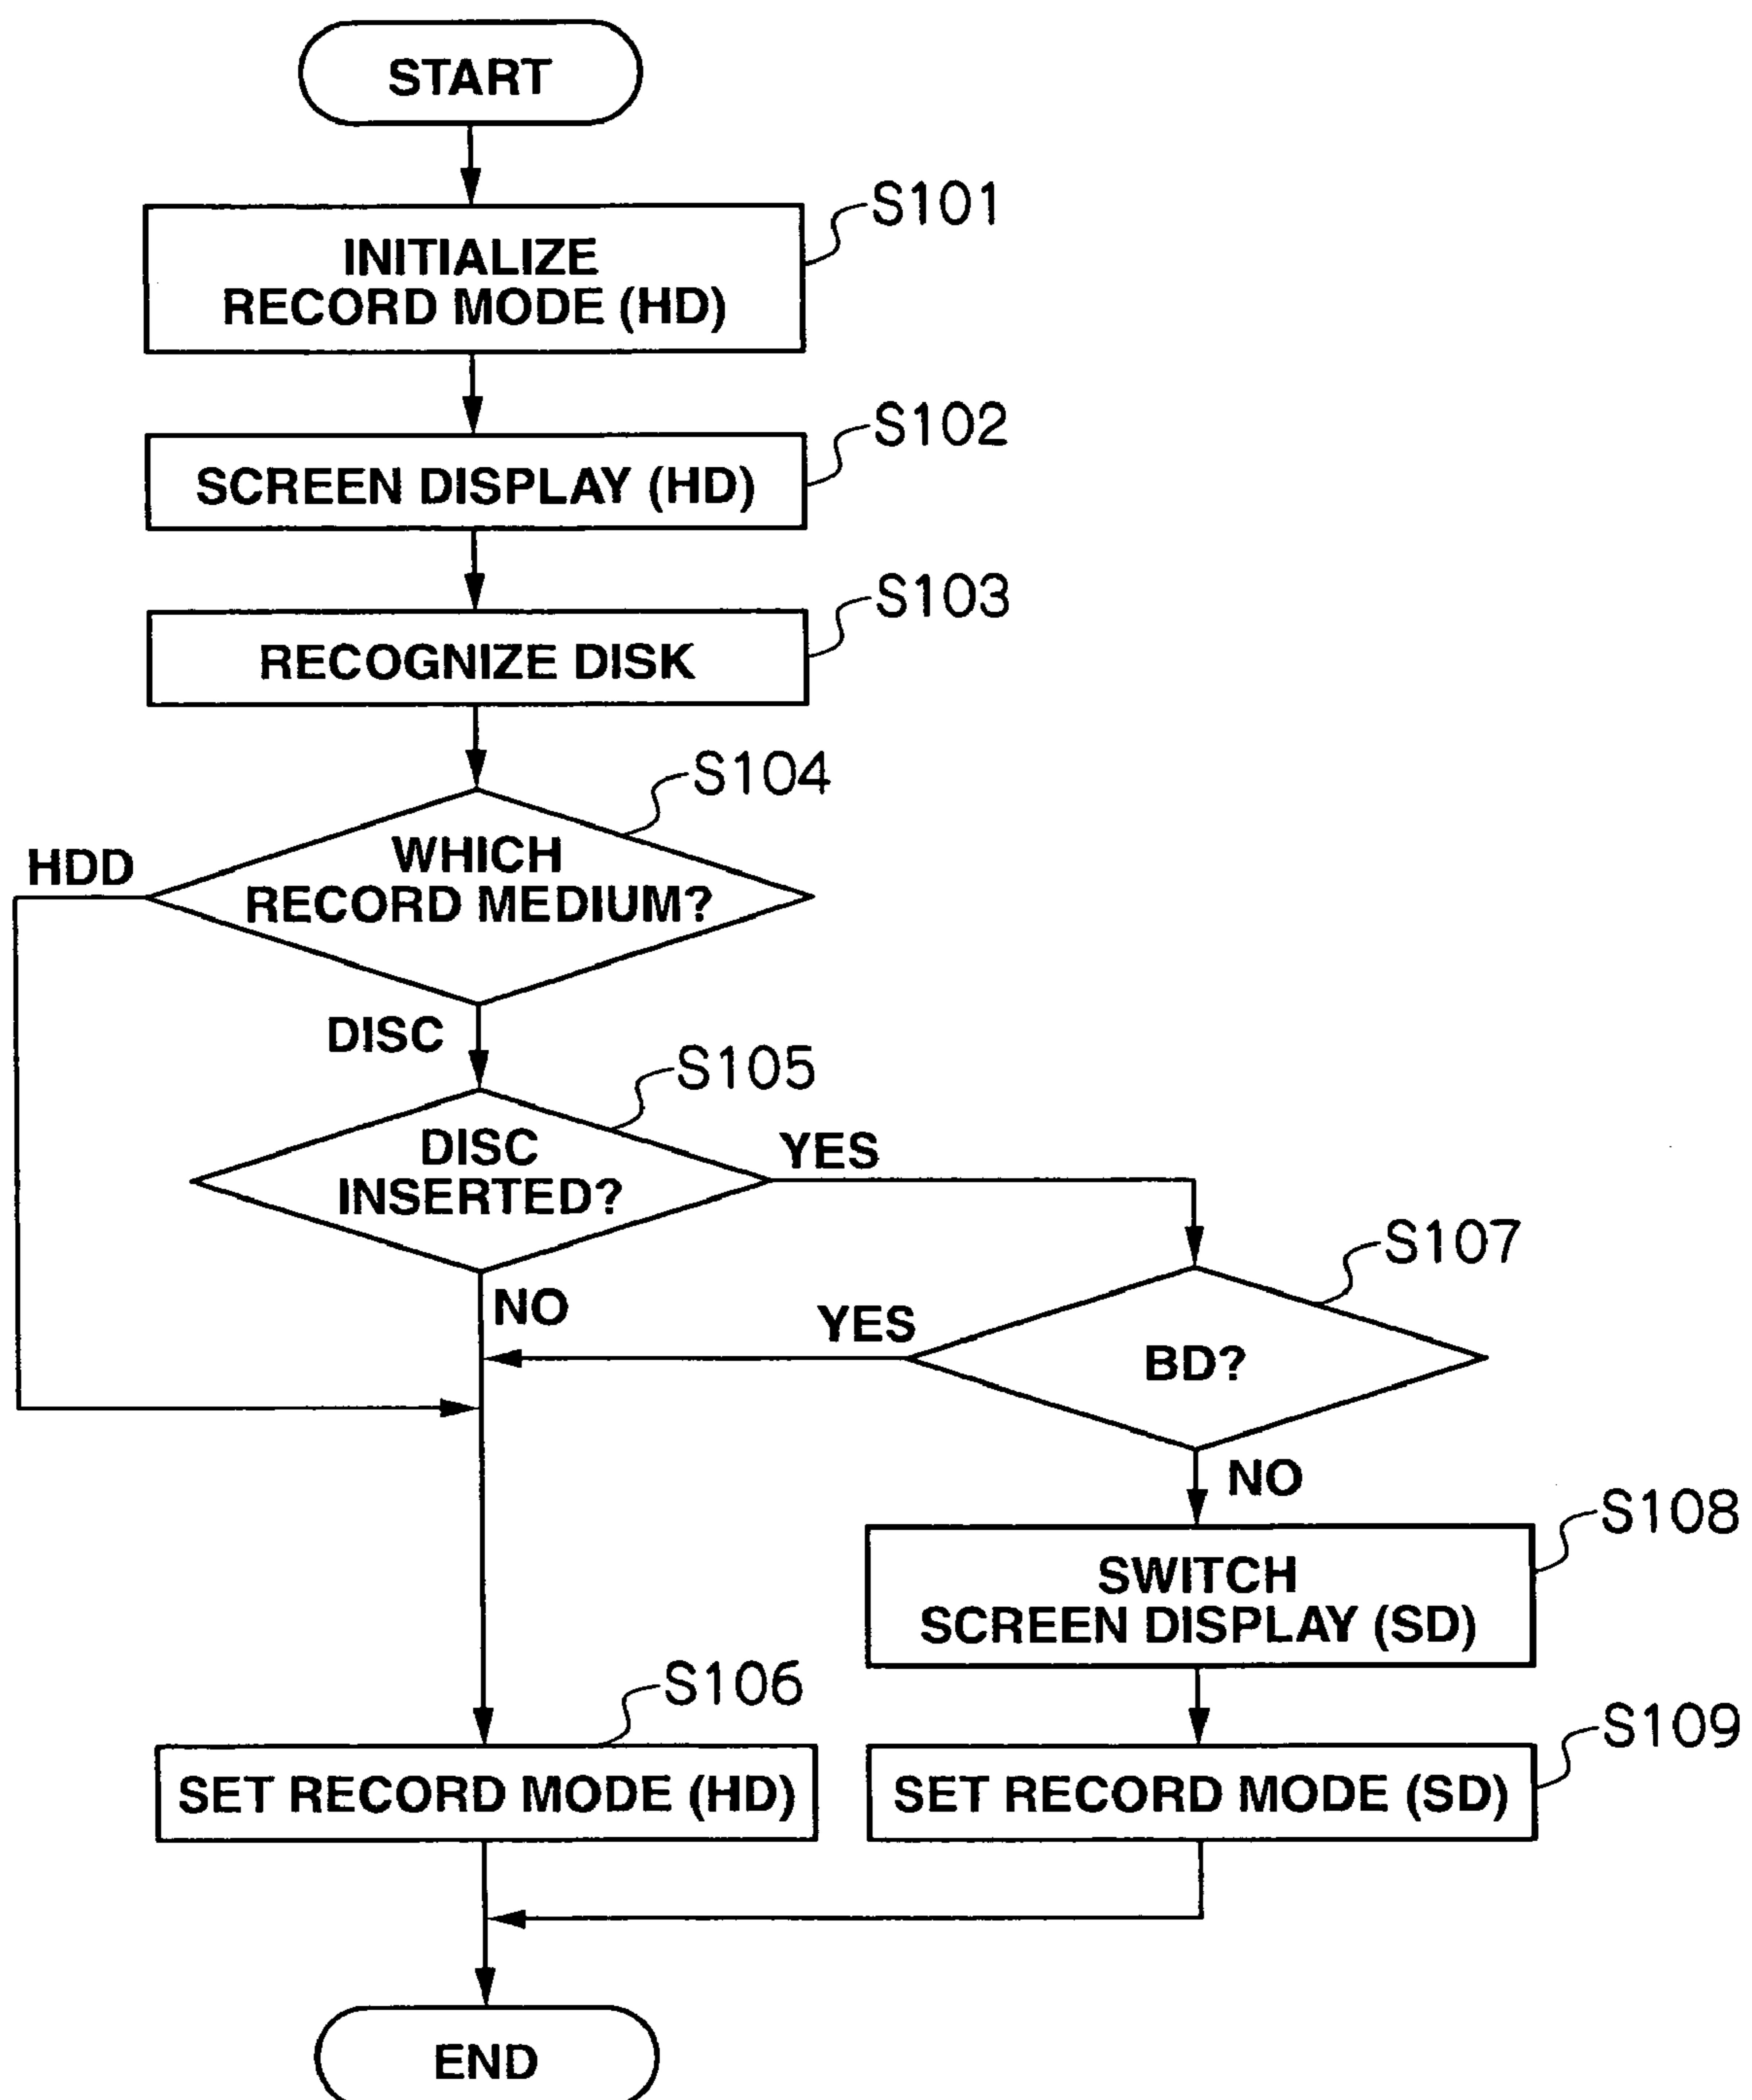 START
S101
INITIALIZE
RECORD MODE (HD)
S102
SCREEN DISPLAY (HD)
S103
RECOGNIZE DISK
S104
HDD
WHICH
RECORD MEDIUM?
DISC
S105
DISC
INSERTED?
YES
S107
NO
YES
BD?
NO
S108
SWITCH
SCREEN DISPLAY (SD)
S106
SET RECORD MODE (HD)
S109
SET RECORD MODE (SD)
END